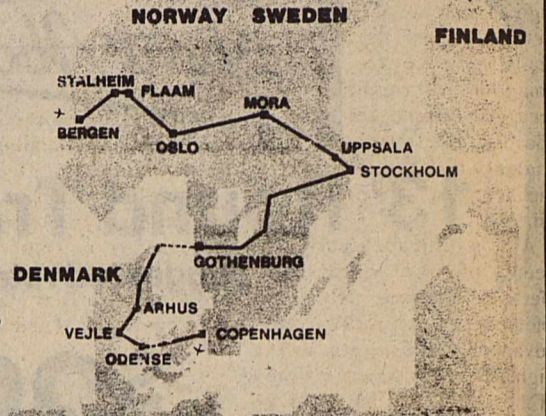 NORWAY SWEDEN
FINLAND
STALHEIM
FLAAM
MORA
BERGEN
OSLO
UPPSALA
STOCKHOLM
GOTHENBURG
DENMARK
ARHUS
VEJLE
COPENHAGEN
ODENSE